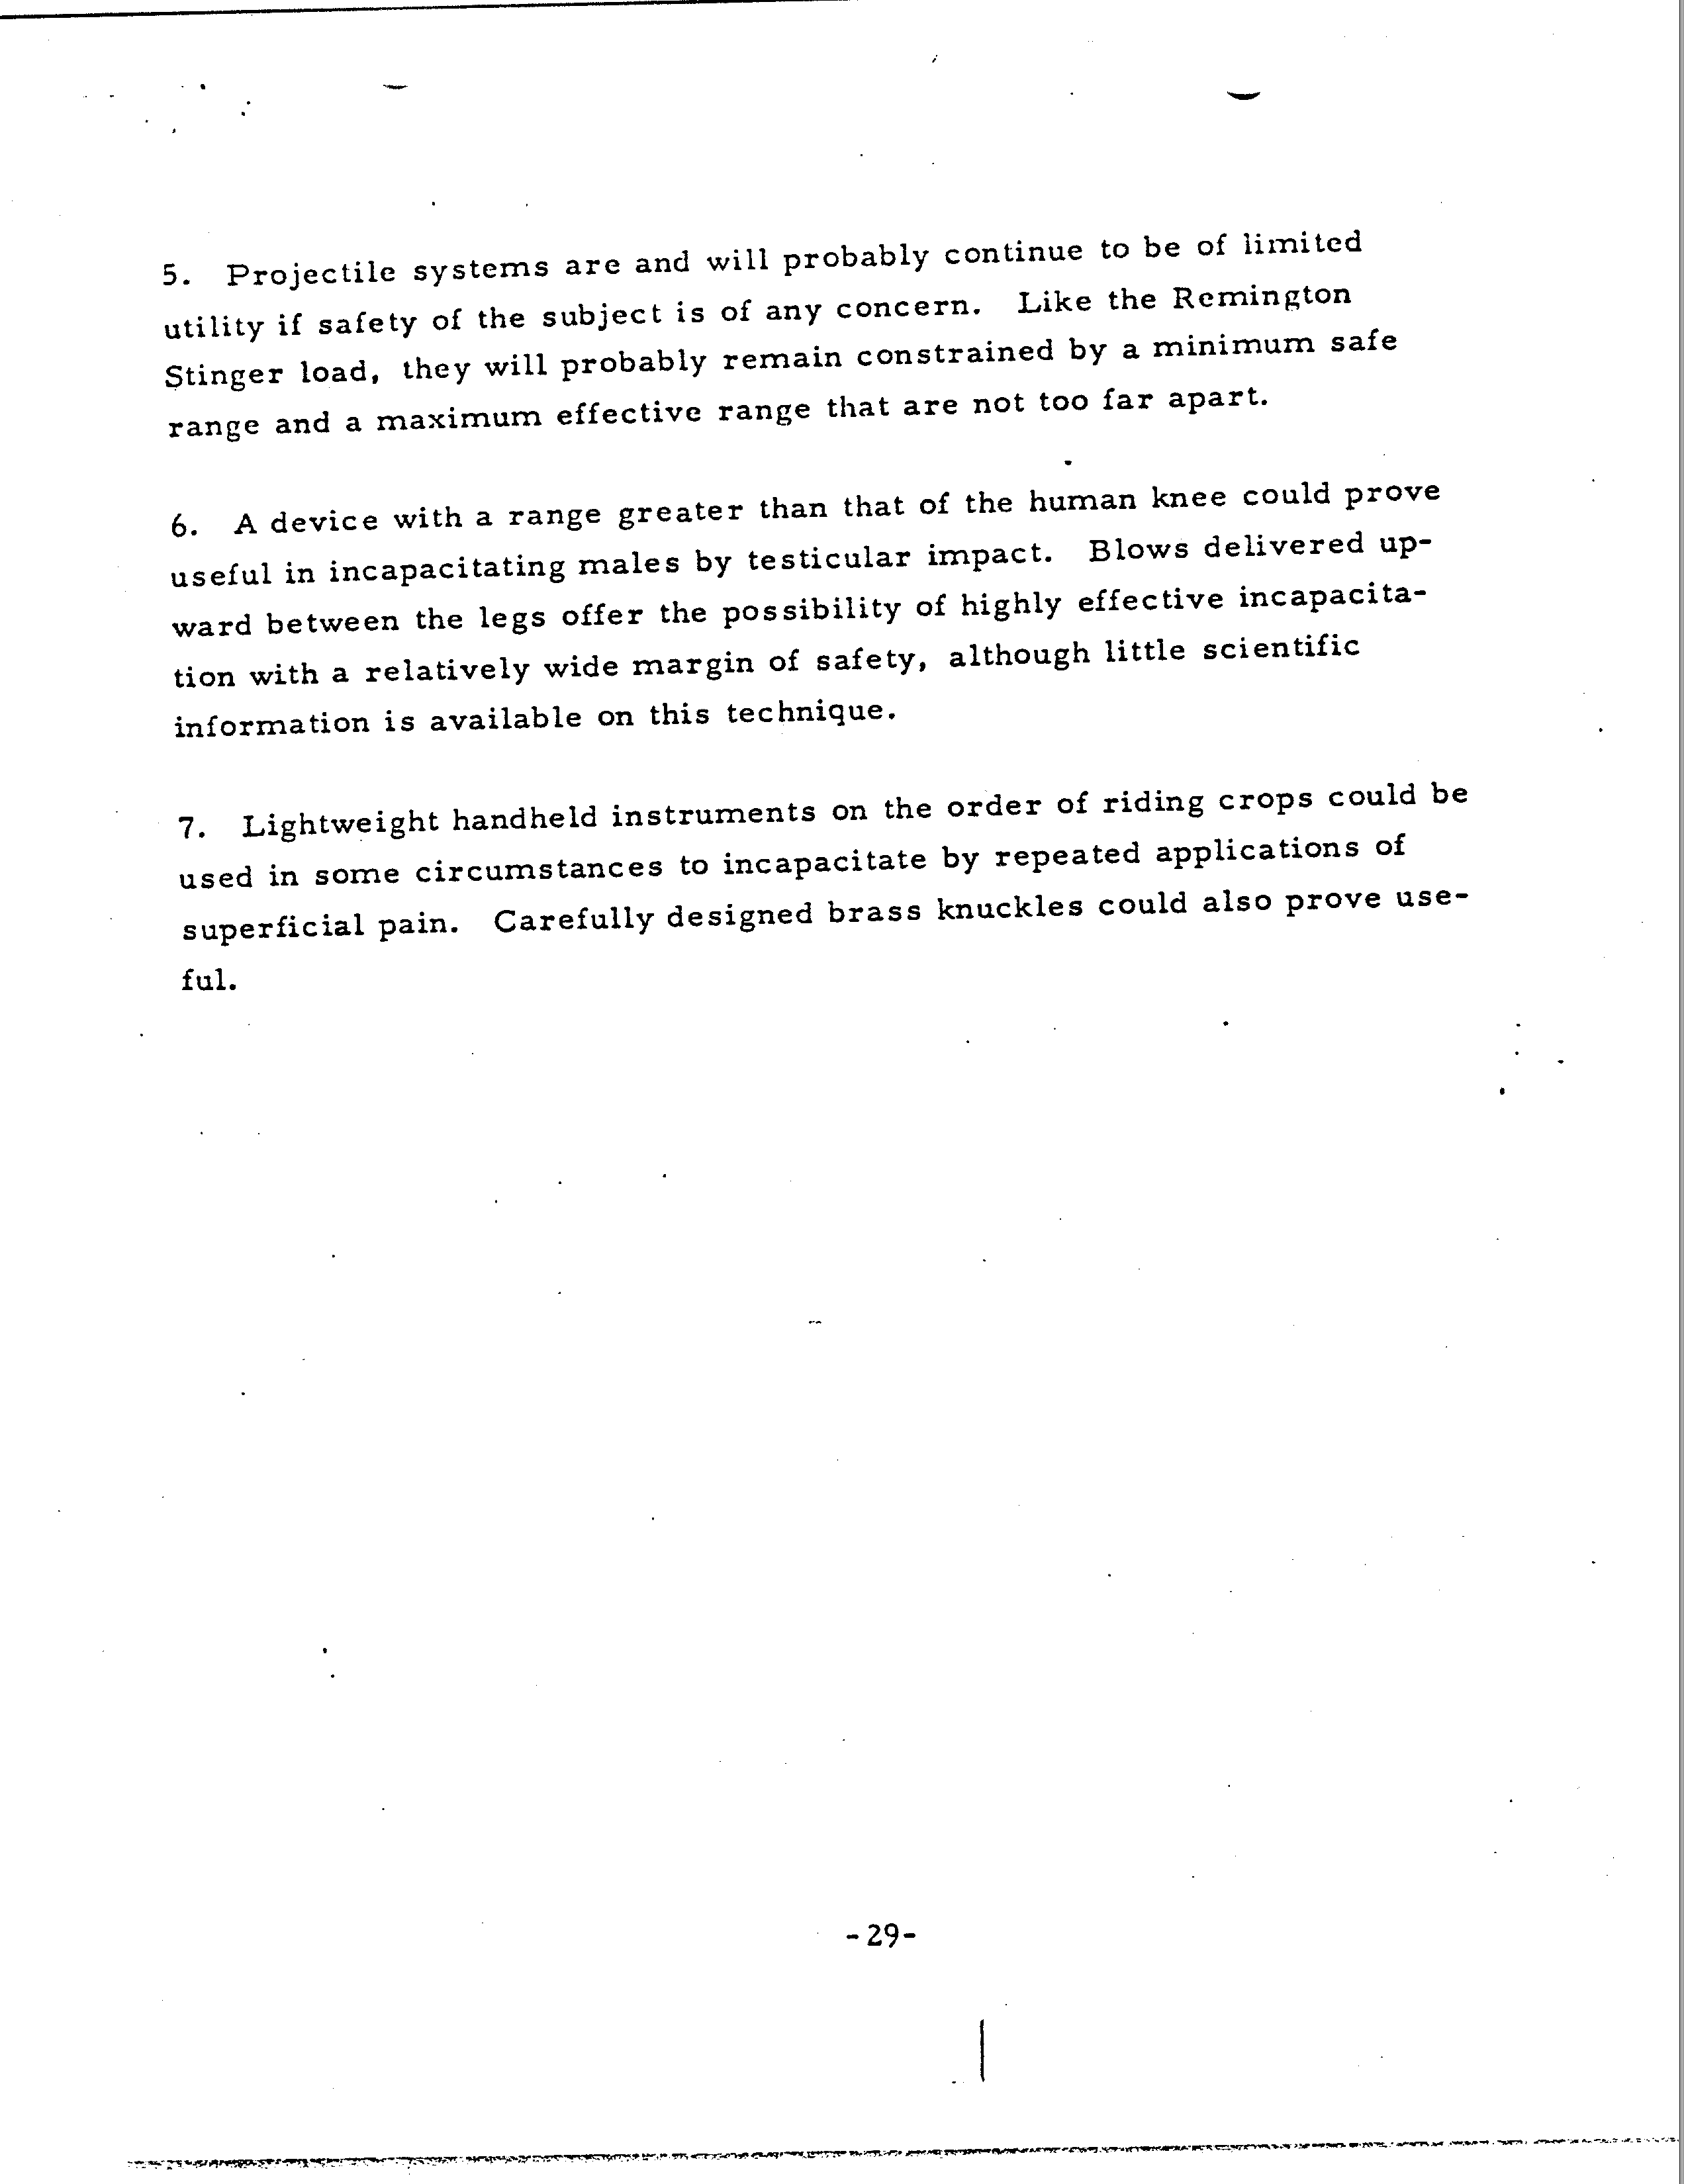 5. Projectile systems are and will probably continue to be of limited
utility if safety of the subject is of any concern. Like the Remington
Stinger load, they will probably remain constrained by a minimum safe
range and a maximum effective range that are not too far apart.
6. A device with a range greater than that of the human knee could prove
useful in incapacitating males by testicular impact. Blows delivered up-
ward between the legs offer the possibility of highly effective incapacita-
tion with a relatively wide margin of safety, although little scientific
information is available on this technique.
7. Lightweight handheld instruments on the order of riding crops could be
used in some circumstances to incapacitate by repeated applications of
superficial pain. Carefully designed brass knuckles could also prove use-
ful.
-29-